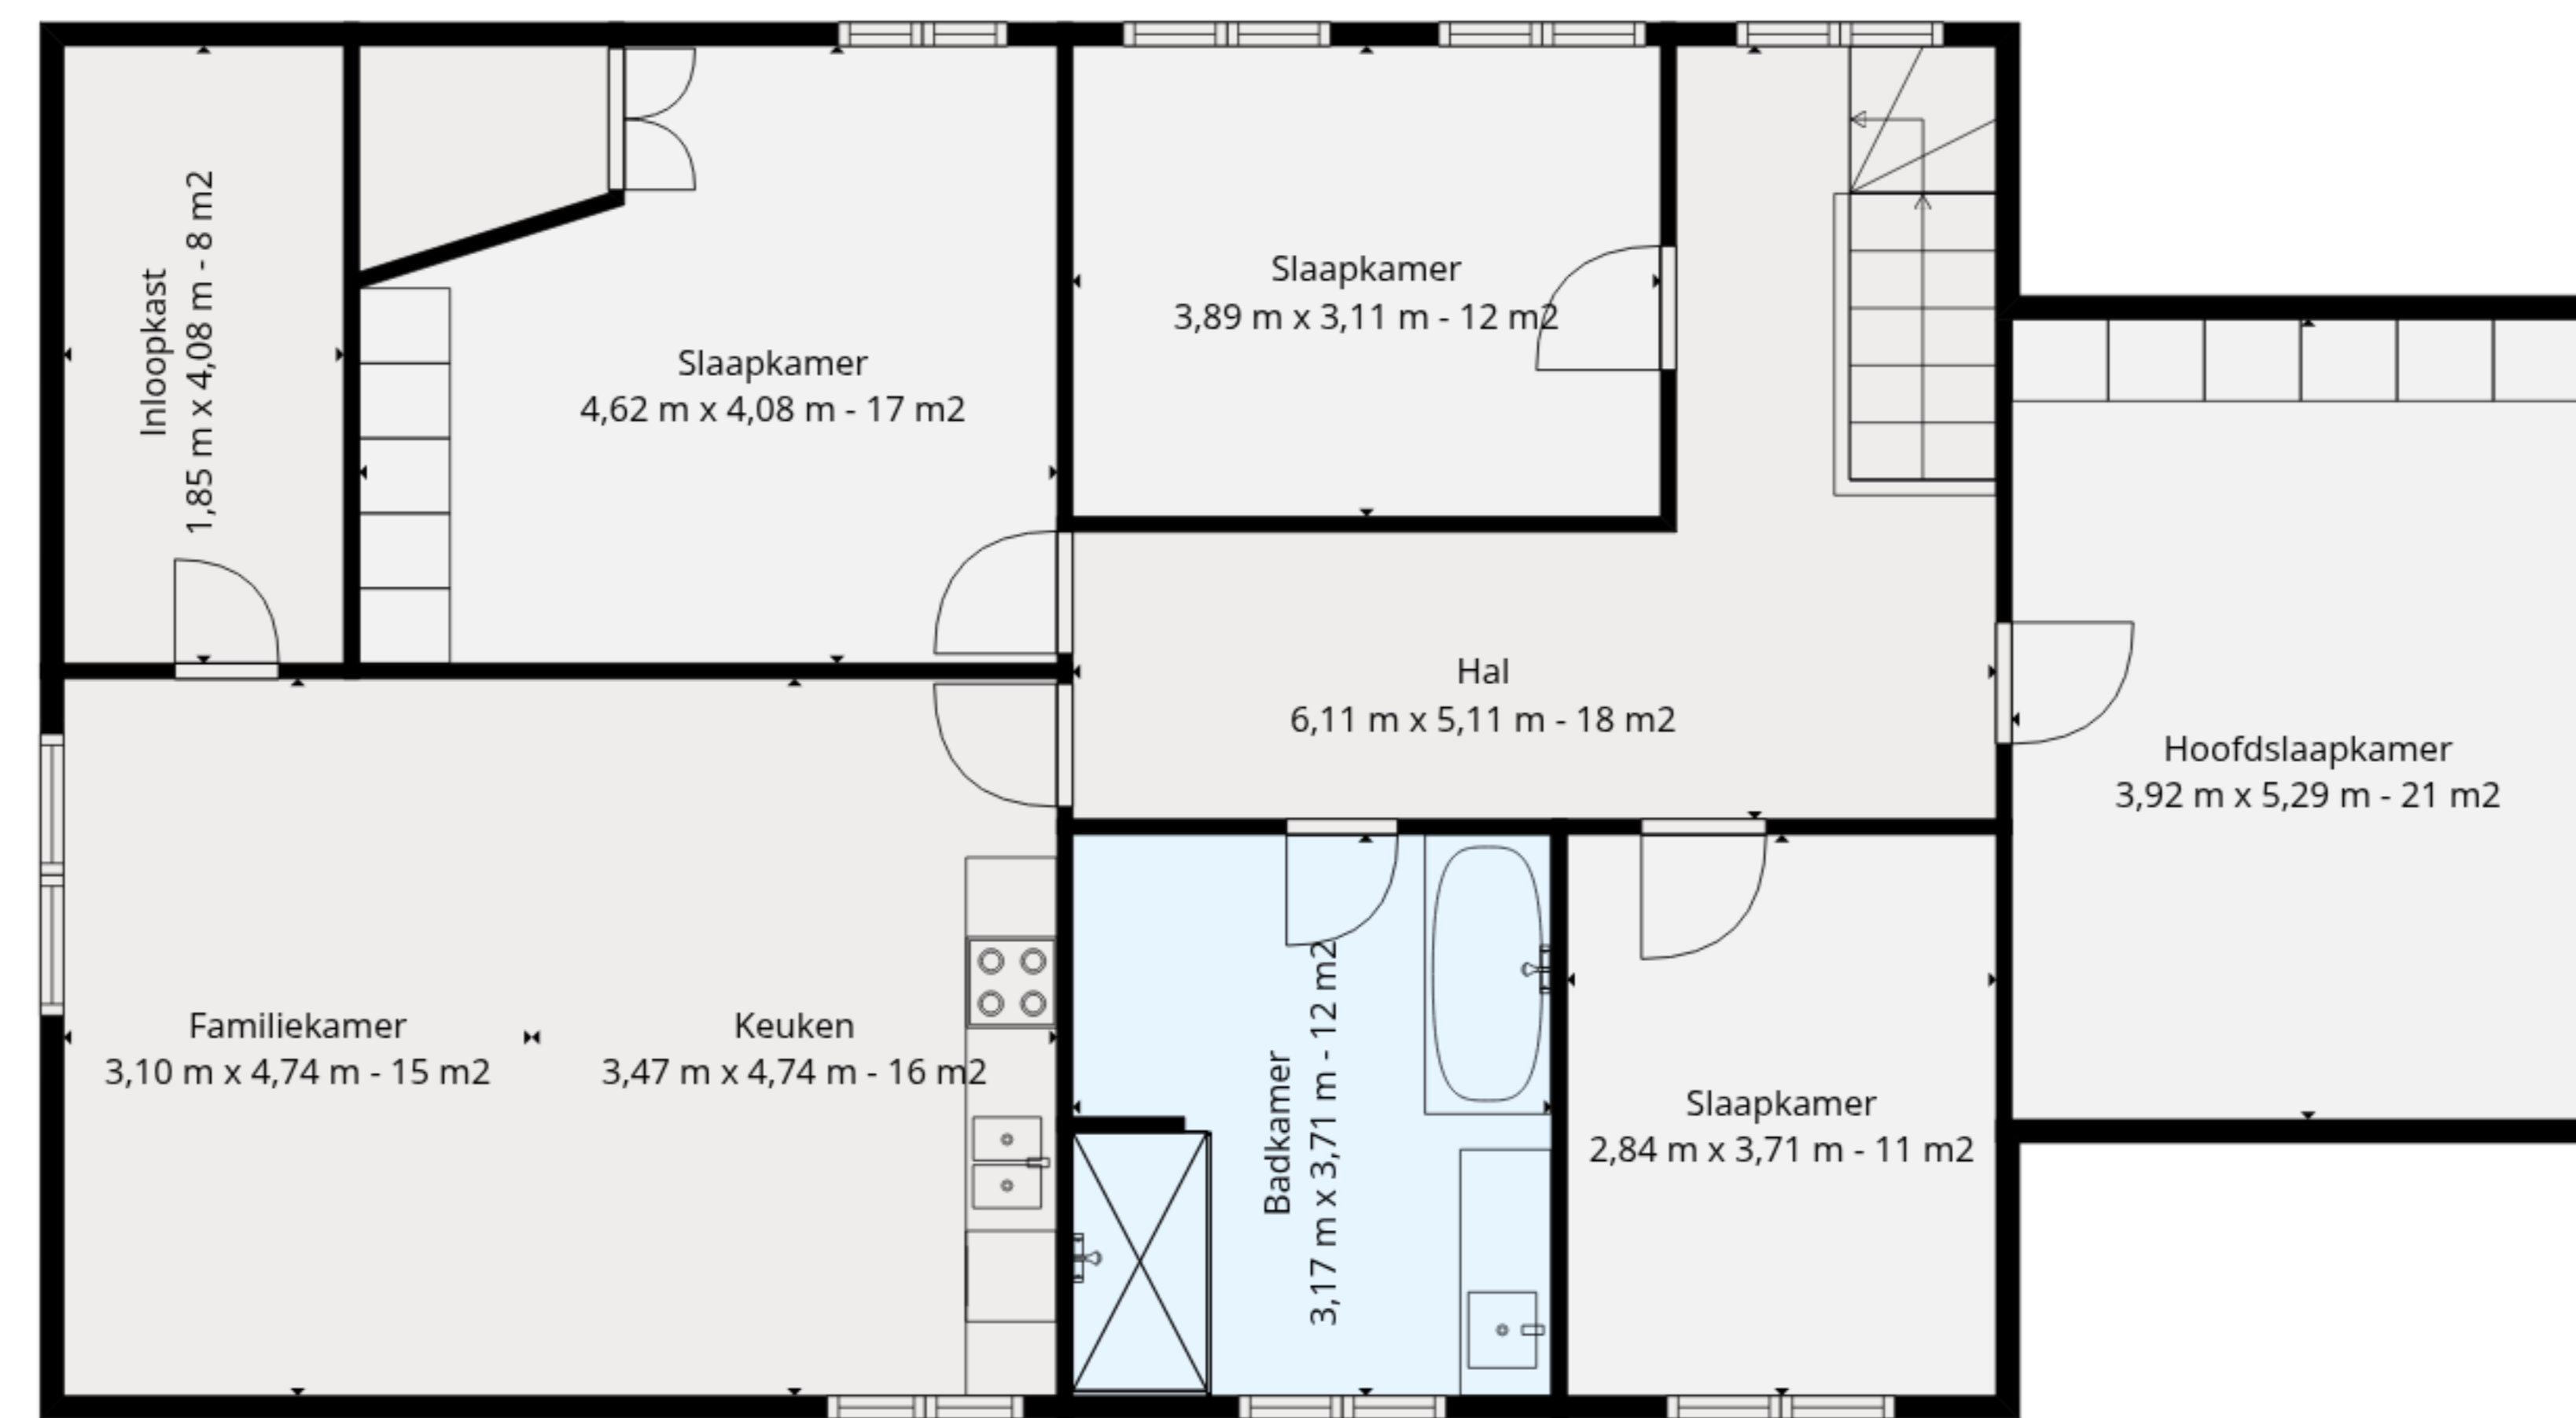 Inloopkast
1,85 m x 4,08 m - 8 m2
Slaapkamer
4,62 m x 4,08 m - 17 m2
Slaapkamer
3,89 m x 3,11 m - 12 m2
Hal
6,11 m x 5,11 m - 18 m2
Hoofdslaapkamer
3,92 m x 5,29 m - 21 m2
Familiekamer
3,10 m x 4,74 m - 15 m2
Keuken
3,47 m x 4,74 m - 16 m2
Badkamer
3,17 m x 3,71 m - 12 m2
Slaapkamer
2,84 m x 3,71 m - 11 m2